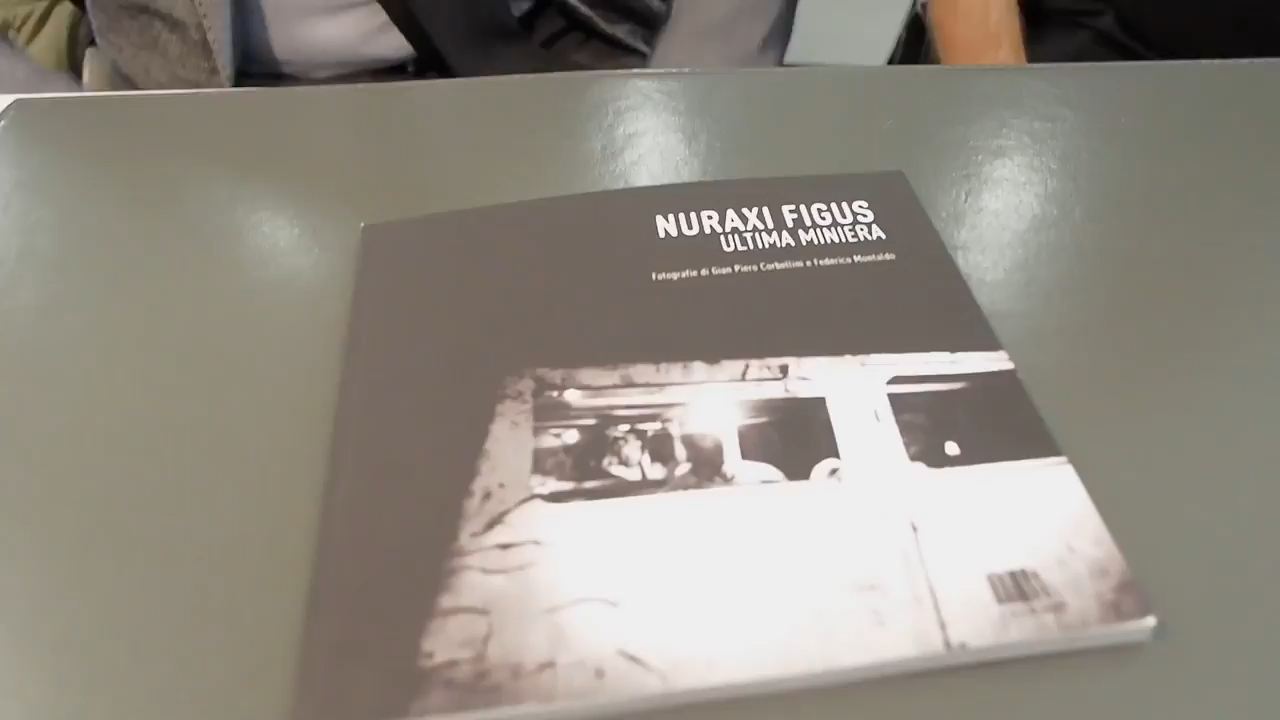 NURAXI FIGUS
ULTIMA MINIERA
Fotografie di Gian Piero Corbellini e Federico Montaldo